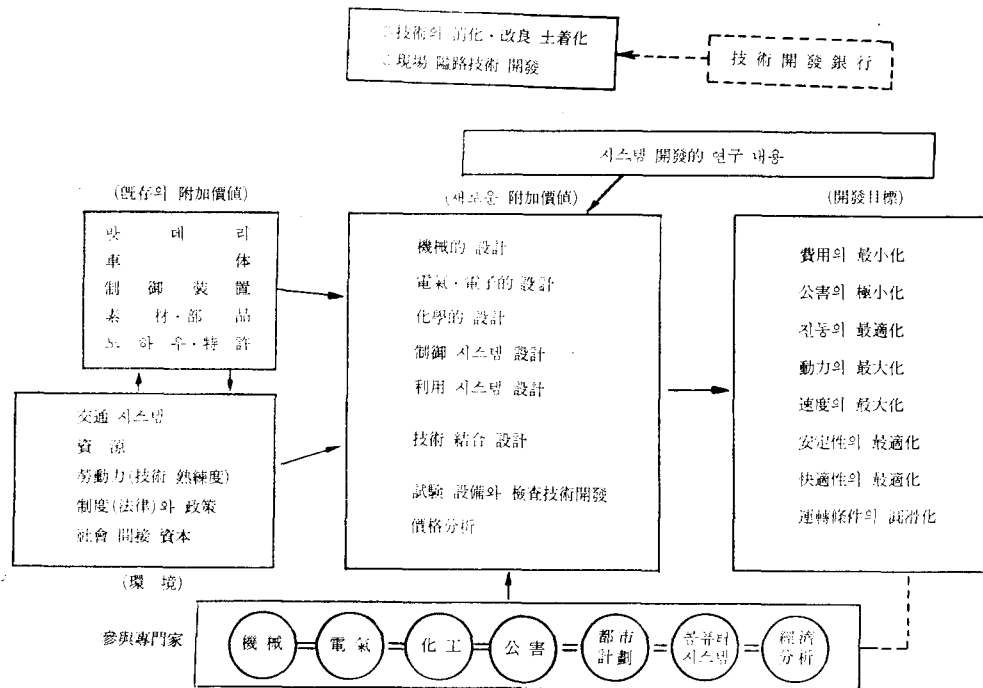 技術의 消化·改良 土着化
現場 隘路技術 開發
技術開發銀行
시스템 開發的 연구 내용
(旣存의 附加價値)
(새로운 附加價値)
(開發目標)
밧데리
車体
制御裝置
素材·部品
노하우·特許
交通 시스템
資源
勞動力(技術 熟練度)
制度(法律)와 政策
社會 間接 資本
(環境)
機械的 設計
電氣·電子的 設計
化學的 設計
制御 시스템 設計
利用 시스템 設計
技術 結合 設計
試驗 設備와 檢査技術開發
價格分析
費用의 最小化
公害의 極小化
진동의 最適化
動力의 最大化
速度의 最大化
安定性의 最適化
快適性의 最適化
運轉條件의 潤滑化
參與專門家
機械
電氣
化工
公害
都市
計劃
콤퓨터
시스템
經濟
分析